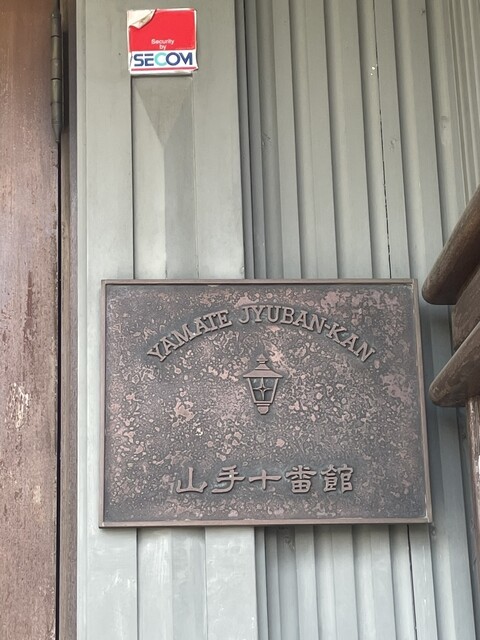 Security
by
SECOM
YAMATE JYUBAN-KAN
山手十番館